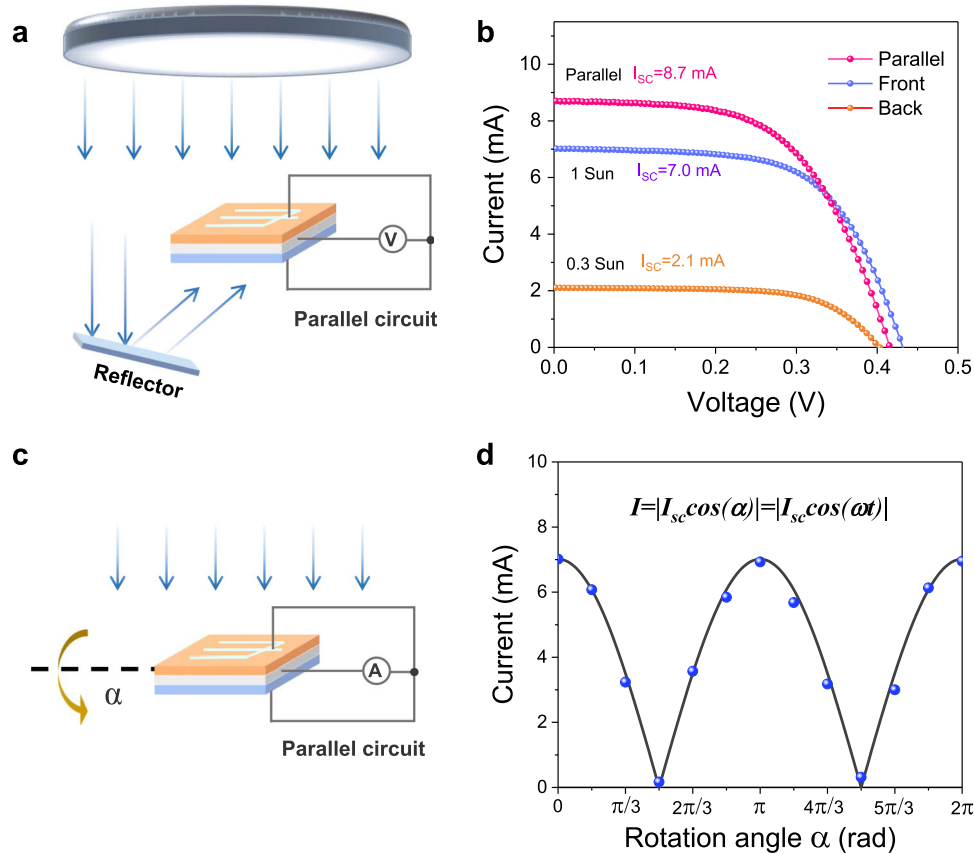 a
V
Parallel circuit
Reflector
b
Parallel
Front
Back
Parallel I_SC=8.7 mA
1 Sun I_SC=7.0 mA
0.3 Sun I_SC=2.1 mA
Current (mA)
10
8
6
4
2
0
0.0 0.1 0.2 0.3 0.4 0.5
Voltage (V)
c
A
α
Parallel circuit
d
I=|I_sc cos(α)|=|I_sc cos(ωt)|
Current (mA)
10
8
6
4
2
0
0 π/3 2π/3 π 4π/3 5π/3 2π
Rotation angle α (rad)